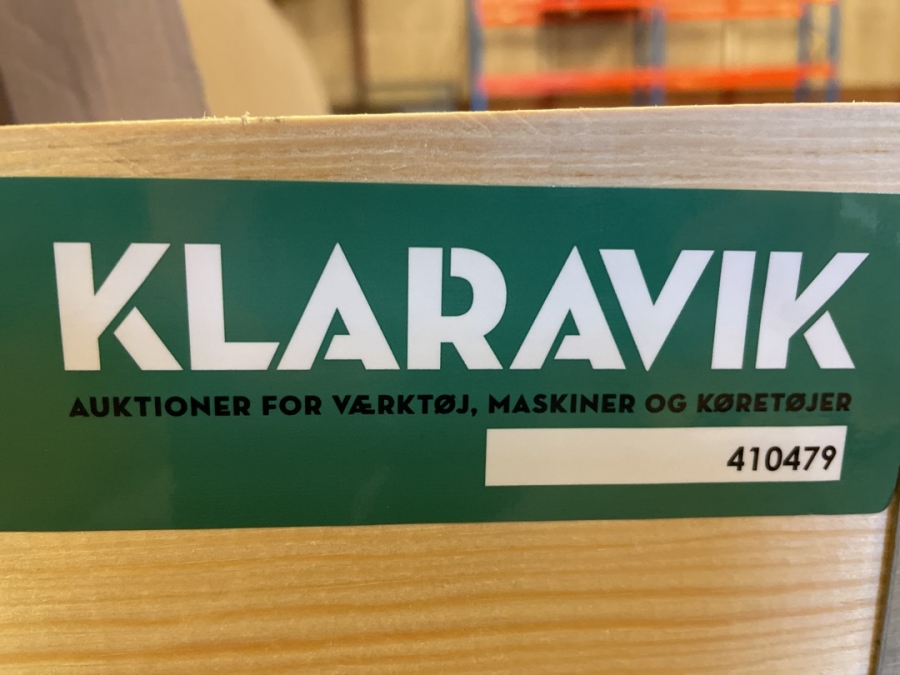 KLARAVIK
AUKTIONER FOR VÆRKTØJ, MASKINER OG KØRETØJER
410479